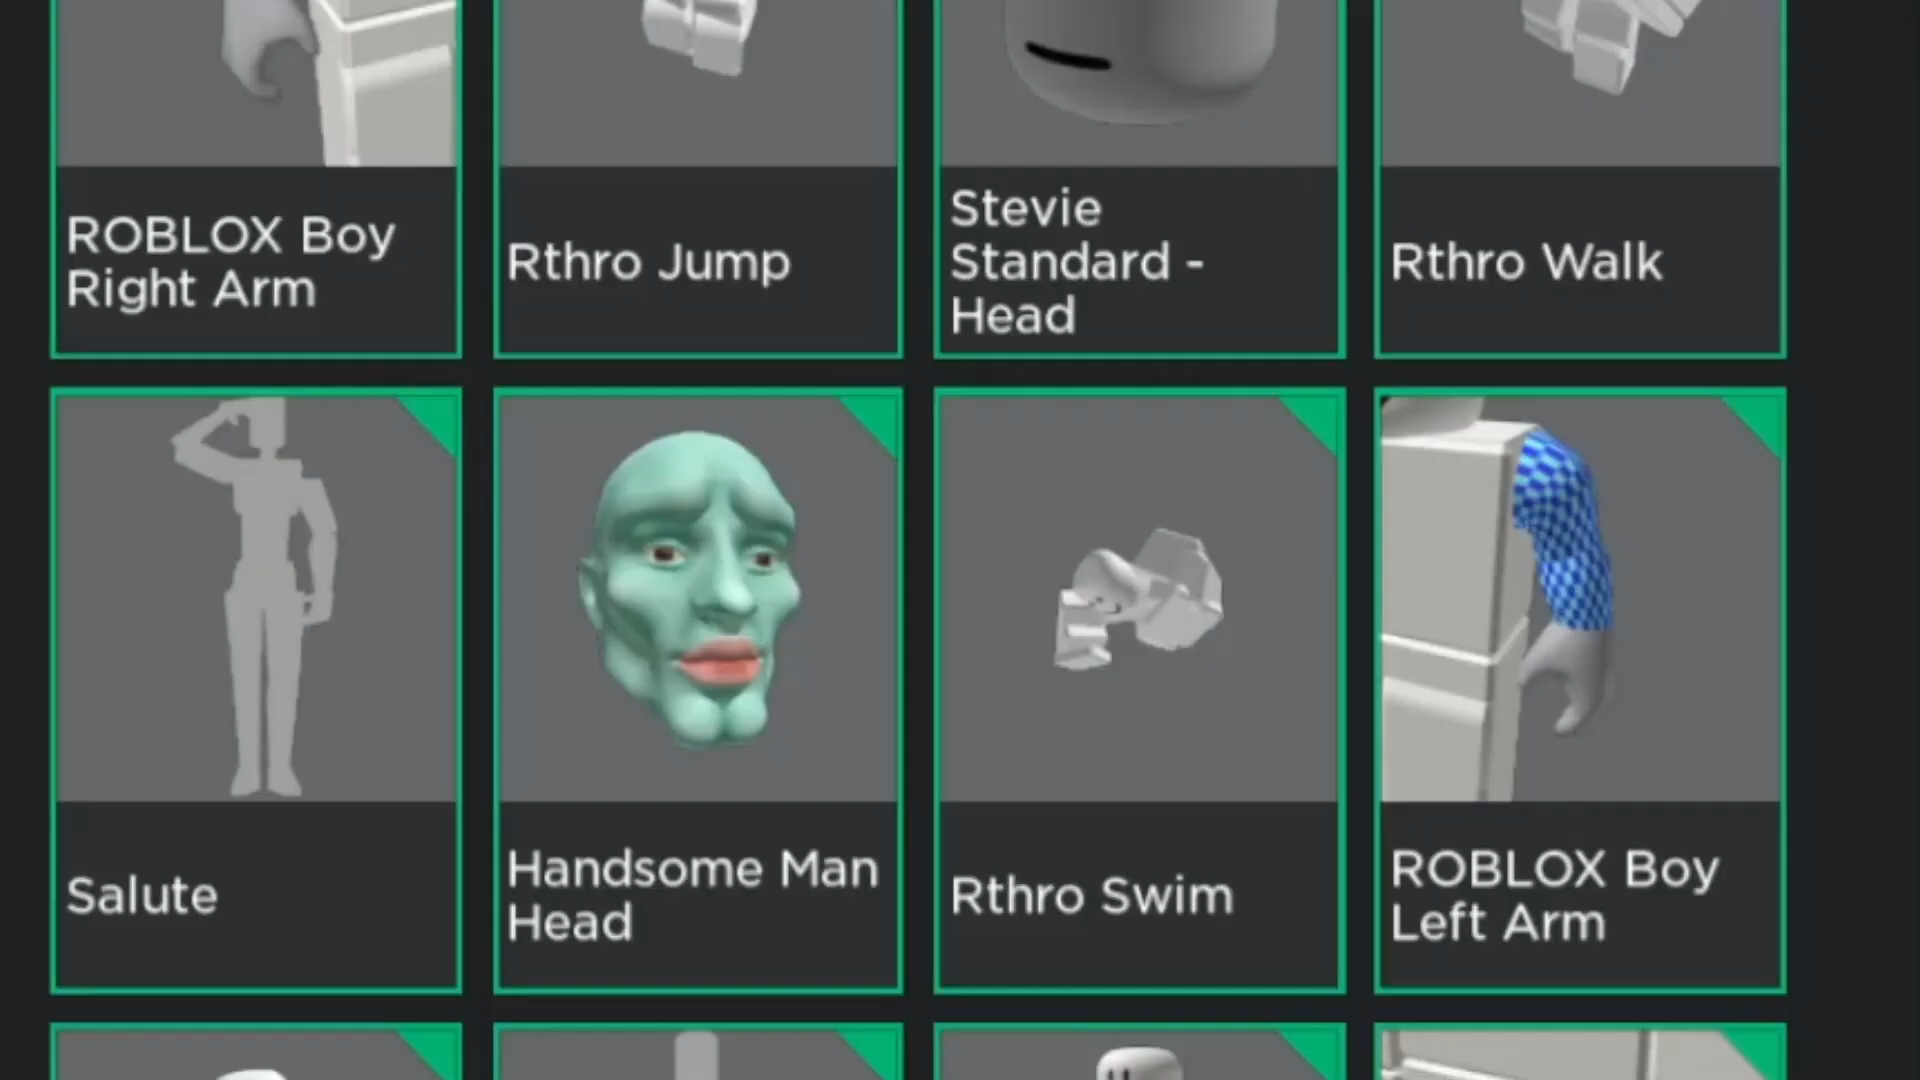 ROBLOX Boy
Right Arm
Rthro Jump
Stevie
Standard -
Head
Rthro Walk
Salute
Handsome Man
Head
Rthro Swim
ROBLOX Boy
Left Arm